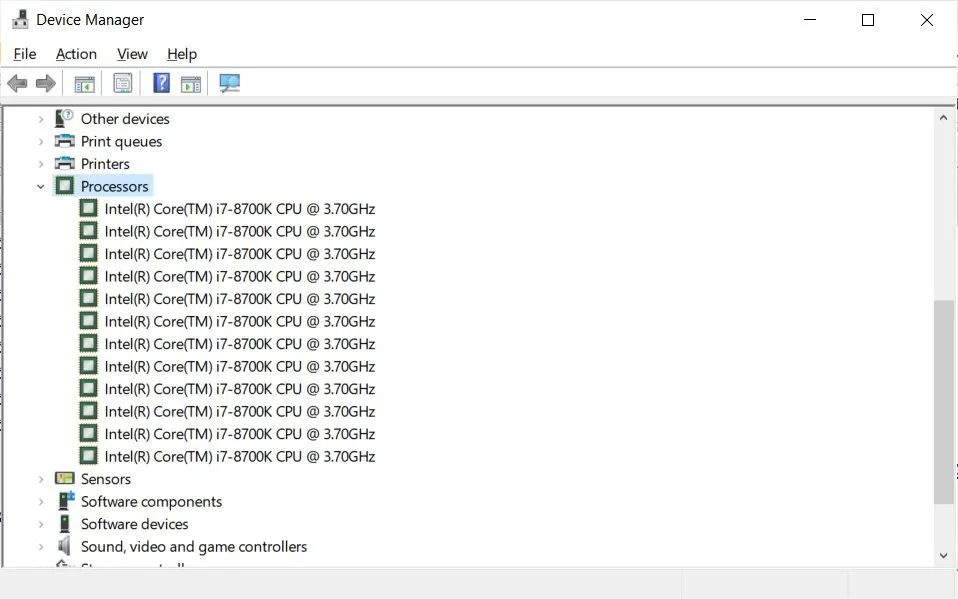 Device Manager
File Action View Help
Other devices
Print queues
Printers
Processors
Intel(R) Core(TM) i7-8700K CPU @ 3.70GHz
Intel(R) Core(TM) i7-8700K CPU @ 3.70GHz
Intel(R) Core(TM) i7-8700K CPU @ 3.70GHz
Intel(R) Core(TM) i7-8700K CPU @ 3.70GHz
Intel(R) Core(TM) i7-8700K CPU @ 3.70GHz
Intel(R) Core(TM) i7-8700K CPU @ 3.70GHz
Intel(R) Core(TM) i7-8700K CPU @ 3.70GHz
Intel(R) Core(TM) i7-8700K CPU @ 3.70GHz
Intel(R) Core(TM) i7-8700K CPU @ 3.70GHz
Intel(R) Core(TM) i7-8700K CPU @ 3.70GHz
Intel(R) Core(TM) i7-8700K CPU @ 3.70GHz
Intel(R) Core(TM) i7-8700K CPU @ 3.70GHz
Sensors
Software components
Software devices
Sound, video and game controllers